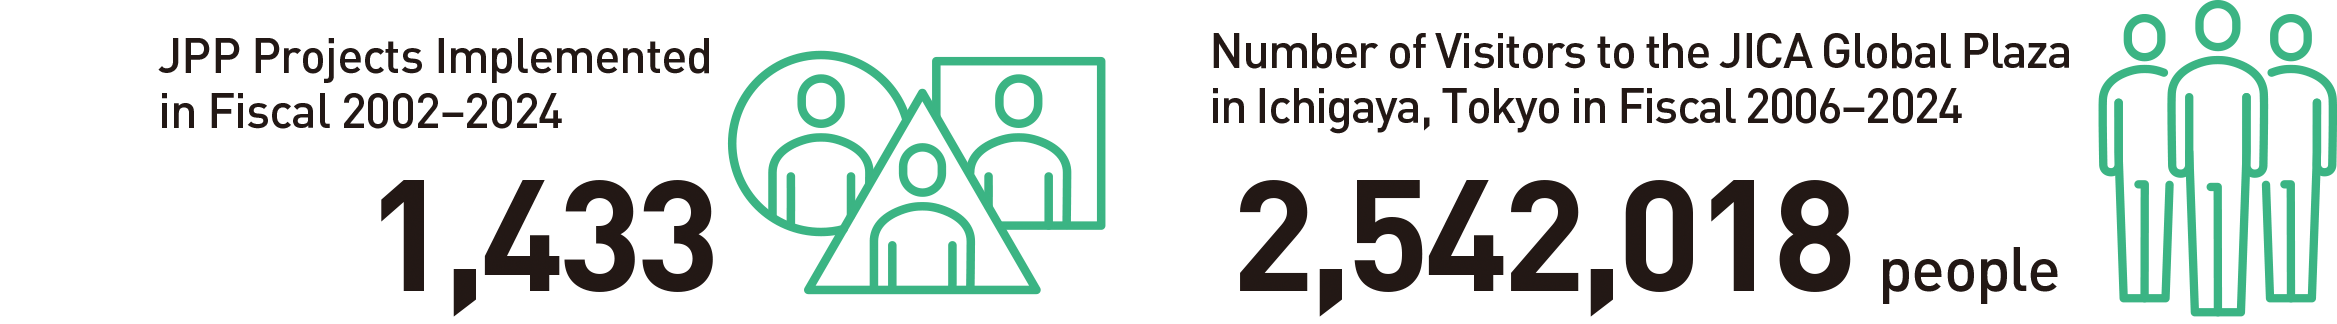 JPP Projects Implemented
in Fiscal 2002–2024
1,433
Number of Visitors to the JICA Global Plaza
in Ichigaya, Tokyo in Fiscal 2006–2024
2,542,018 people